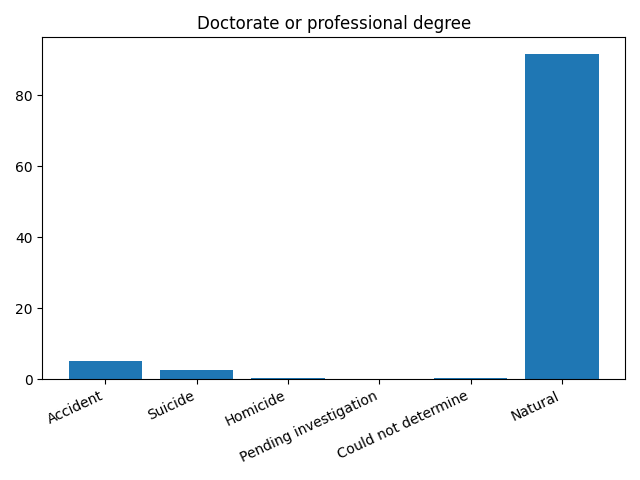 Doctorate or professional degree
80
60
40
20
0
Accident
Suicide
Homicide
Pending investigation
Could not determine
Natural